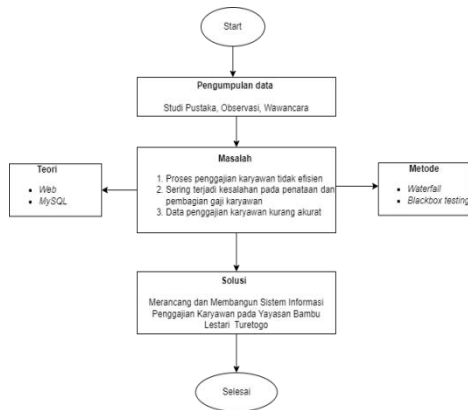 Start
Pengumpulan data
Studi Pustaka, Observasi, Wawancara
Masalah
1. Proses penggajian karyawan tidak efisien
2. Sering terjadi kesalahan pada penataan dan
pembagian gaji karyawan
3. Data penggajian karyawan kurang akurat
Teori
• Web
• MySQL
Metode
• Waterfall
• Blackbox testing
Solusi
Merancang dan Membangun Sistem Informasi
Penggajian Karyawan pada Yayasan Bambu
Lestari Turetogo
Selesai